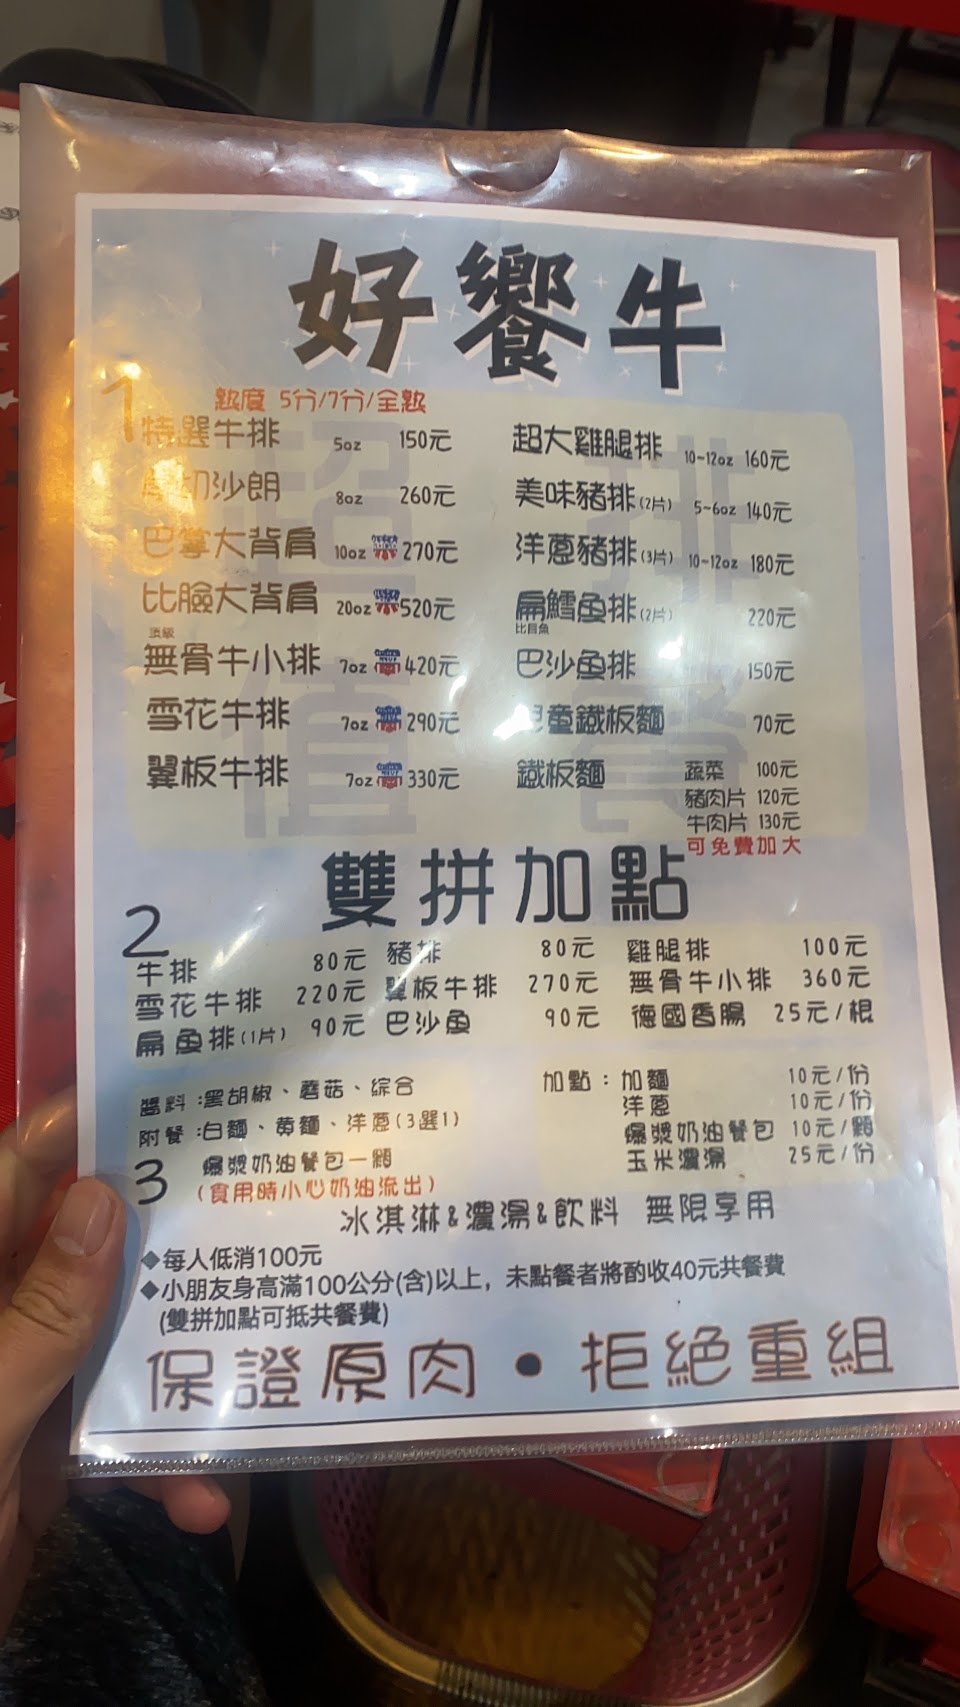 好饗牛
1
熟度 5分/7分/全熟
特選牛排 5oz 150元
切沙朗 8oz 260元
巴掌大背肩 10oz 270元
比臉大背肩 20oz 520元
頂級
無骨牛小排 7oz 420元
雪花牛排 7oz 290元
翼板牛排 7oz 330元
超大雞腿排 10~12oz 160元
美味豬排(2片) 5~6oz 140元
洋蔥豬排(3片) 10~12oz 180元
扁鱈魚排(2片) 220元
比目魚
巴沙魚排 150元
兒童鐵板麵 70元
鐵板麵 蔬菜 100元
豬肉片 120元
牛肉片 130元
可免費加大
超值排餐
雙拼加點
2
牛排 80元 豬排 80元 雞腿排 100元
雪花牛排 220元 翼板牛排 270元 無骨牛小排 360元
扁魚排(1片) 90元 巴沙魚 90元 德國香腸 25元/根
醬料:黑胡椒、蘑菇、綜合
附餐:白麵、黃麵、洋蔥(3選1)
3 爆漿奶油餐包一顆
(食用時小心奶油流出)
加點:加麵 10元/份
洋蔥 10元/份
爆漿奶油餐包 10元/顆
玉米濃湯 25元/份
冰淇淋&濃湯&飲料 無限享用
◆每人低消100元
◆小朋友身高滿100公分(含)以上，未點餐者將酌收40元共餐費
(雙拼加點可抵共餐費)
保證原肉•拒絕重組